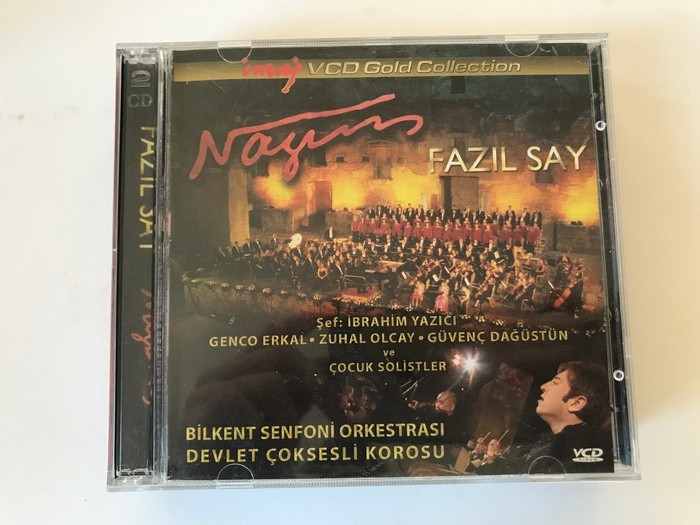 imaj VCD Gold Collection
Nazım
FAZIL SAY
Şef: İBRAHİM YAZICI
GENCO ERKAL • ZUHAL OLCAY • GÜVENÇ DAĞÜSTÜN
ve
ÇOCUK SOLİSTLER
BİLKENT SENFONİ ORKESTRASI
DEVLET ÇOKSESLİ KOROSU
VCD
2
CD
FAZIL SAY